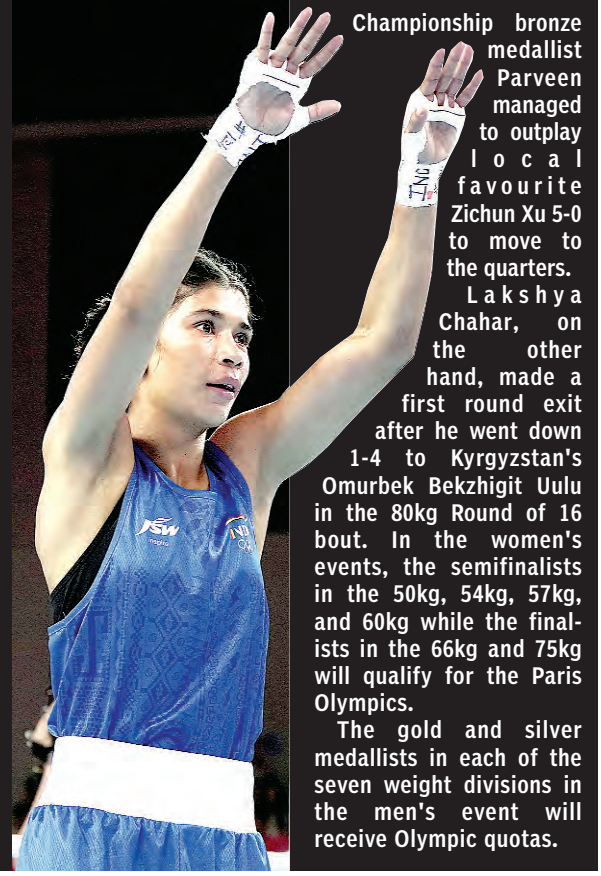 Championship bronze
medallist
Parveen
managed
to outplay
local
favourite
Zichun Xu 5-0
to move to
the quarters.
Lakshya
Chahar, on
the other
hand, made a
first round exit
after he went down
1-4 to Kyrgyzstan's
Omurbek Bekzhigit Uulu
in the 80kg Round of 16
bout. In the women's
events, the semifinalists
in the 50kg, 54kg, 57kg,
and 60kg while the final-
ists in the 66kg and 75kg
will qualify for the Paris
Olympics.
The gold and silver
medallists in each of the
seven weight divisions in
the men's event will
receive Olympic quotas.
JSW
inspire